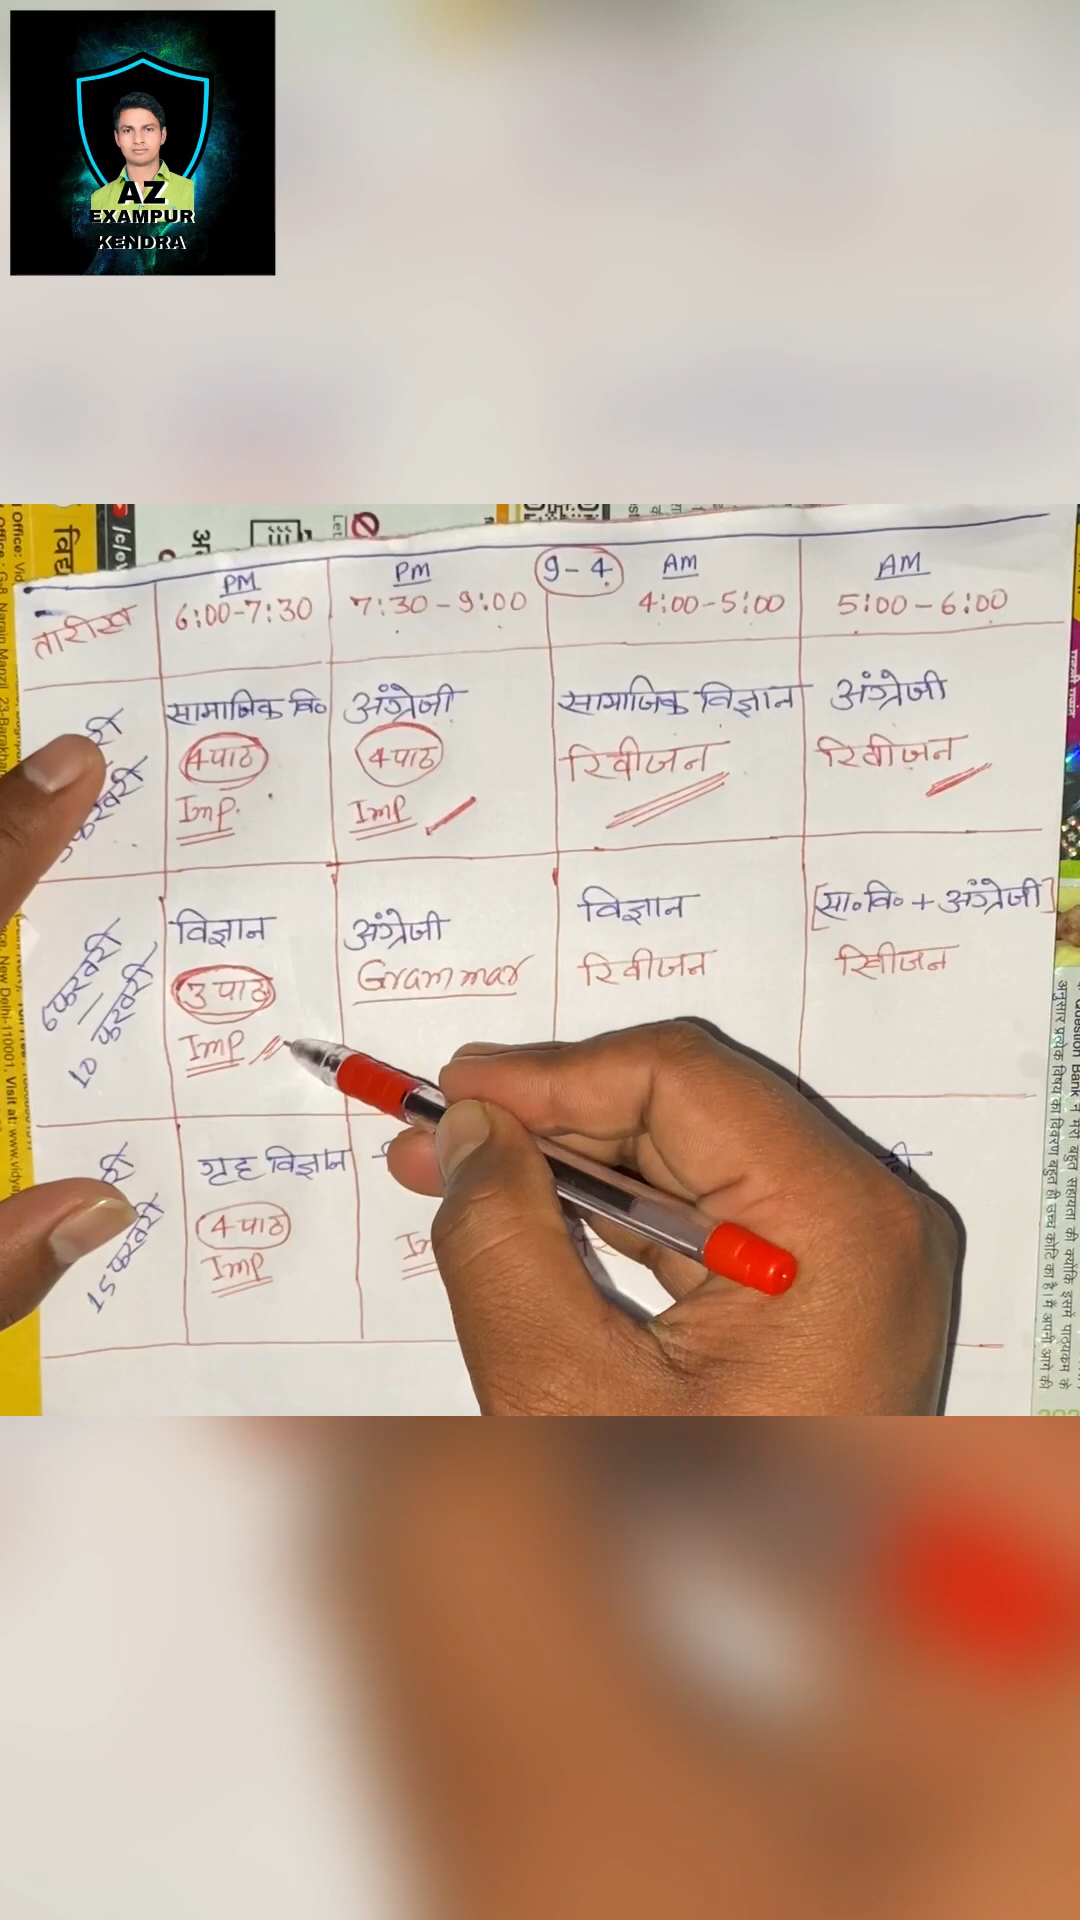 AZ
EXAMPUR
KENDRA
तारीख
PM
6:00-7:30
PM
7:30-9:00
9-4
AM
4:00-5:00
AM
5:00-6:00
सामाजिक वि०
4 पाठ
Imp.
अंग्रेजी
4 पाठ
Imp
सामाजिक विज्ञान
रिवीजन
अंग्रेजी
रिवीजन
6 फरवरी
10 फरवरी
विज्ञान
3 पाठ
Imp
अंग्रेजी
Grammar
विज्ञान
रिवीजन
[सा० वि० + अंग्रेजी]
रिवीजन
15 फरवरी
गृह विज्ञान
4 पाठ
Imp